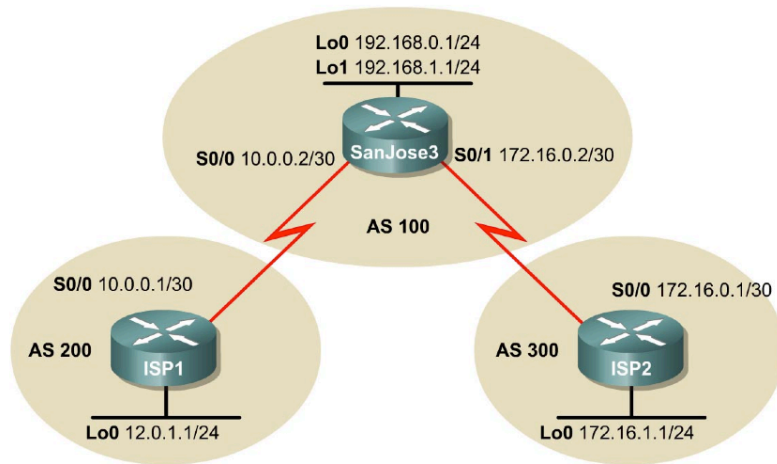 Lo0 192.168.0.1/24
Lo1 192.168.1.1/24
SanJose3
S0/0 10.0.0.2/30
S0/1 172.16.0.2/30
AS 100
S0/0 10.0.0.1/30
AS 200
ISP1
Lo0 12.0.1.1/24
S0/0 172.16.0.1/30
AS 300
ISP2
Lo0 172.16.1.1/24